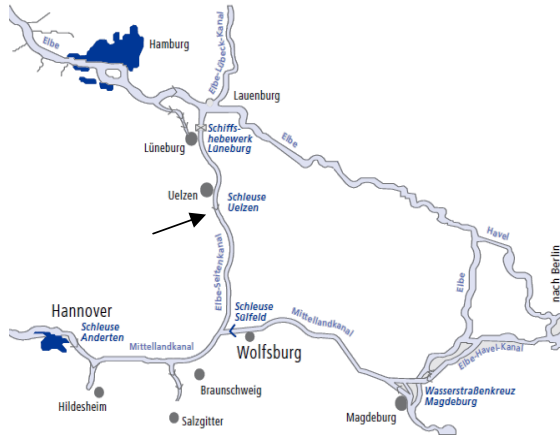 Elbe
Hamburg
Elbe-Lübeck-Kanal
Lauenburg
Schiffs-
hebewerk
Lüneburg
Lüneburg
Elbe
Uelzen
Schleuse
Uelzen
Havel
nach Berlin
Elbe-Seitenkanal
Elbe
Hannover
Schleuse
Anderten
Schleuse
Sülfeld
Mittellandkanal
Mittellandkanal
Wolfsburg
Elbe-Havel-Kanal
Braunschweig
Hildesheim
Salzgitter
Wasserstraßenkreuz
Magdeburg
Magdeburg